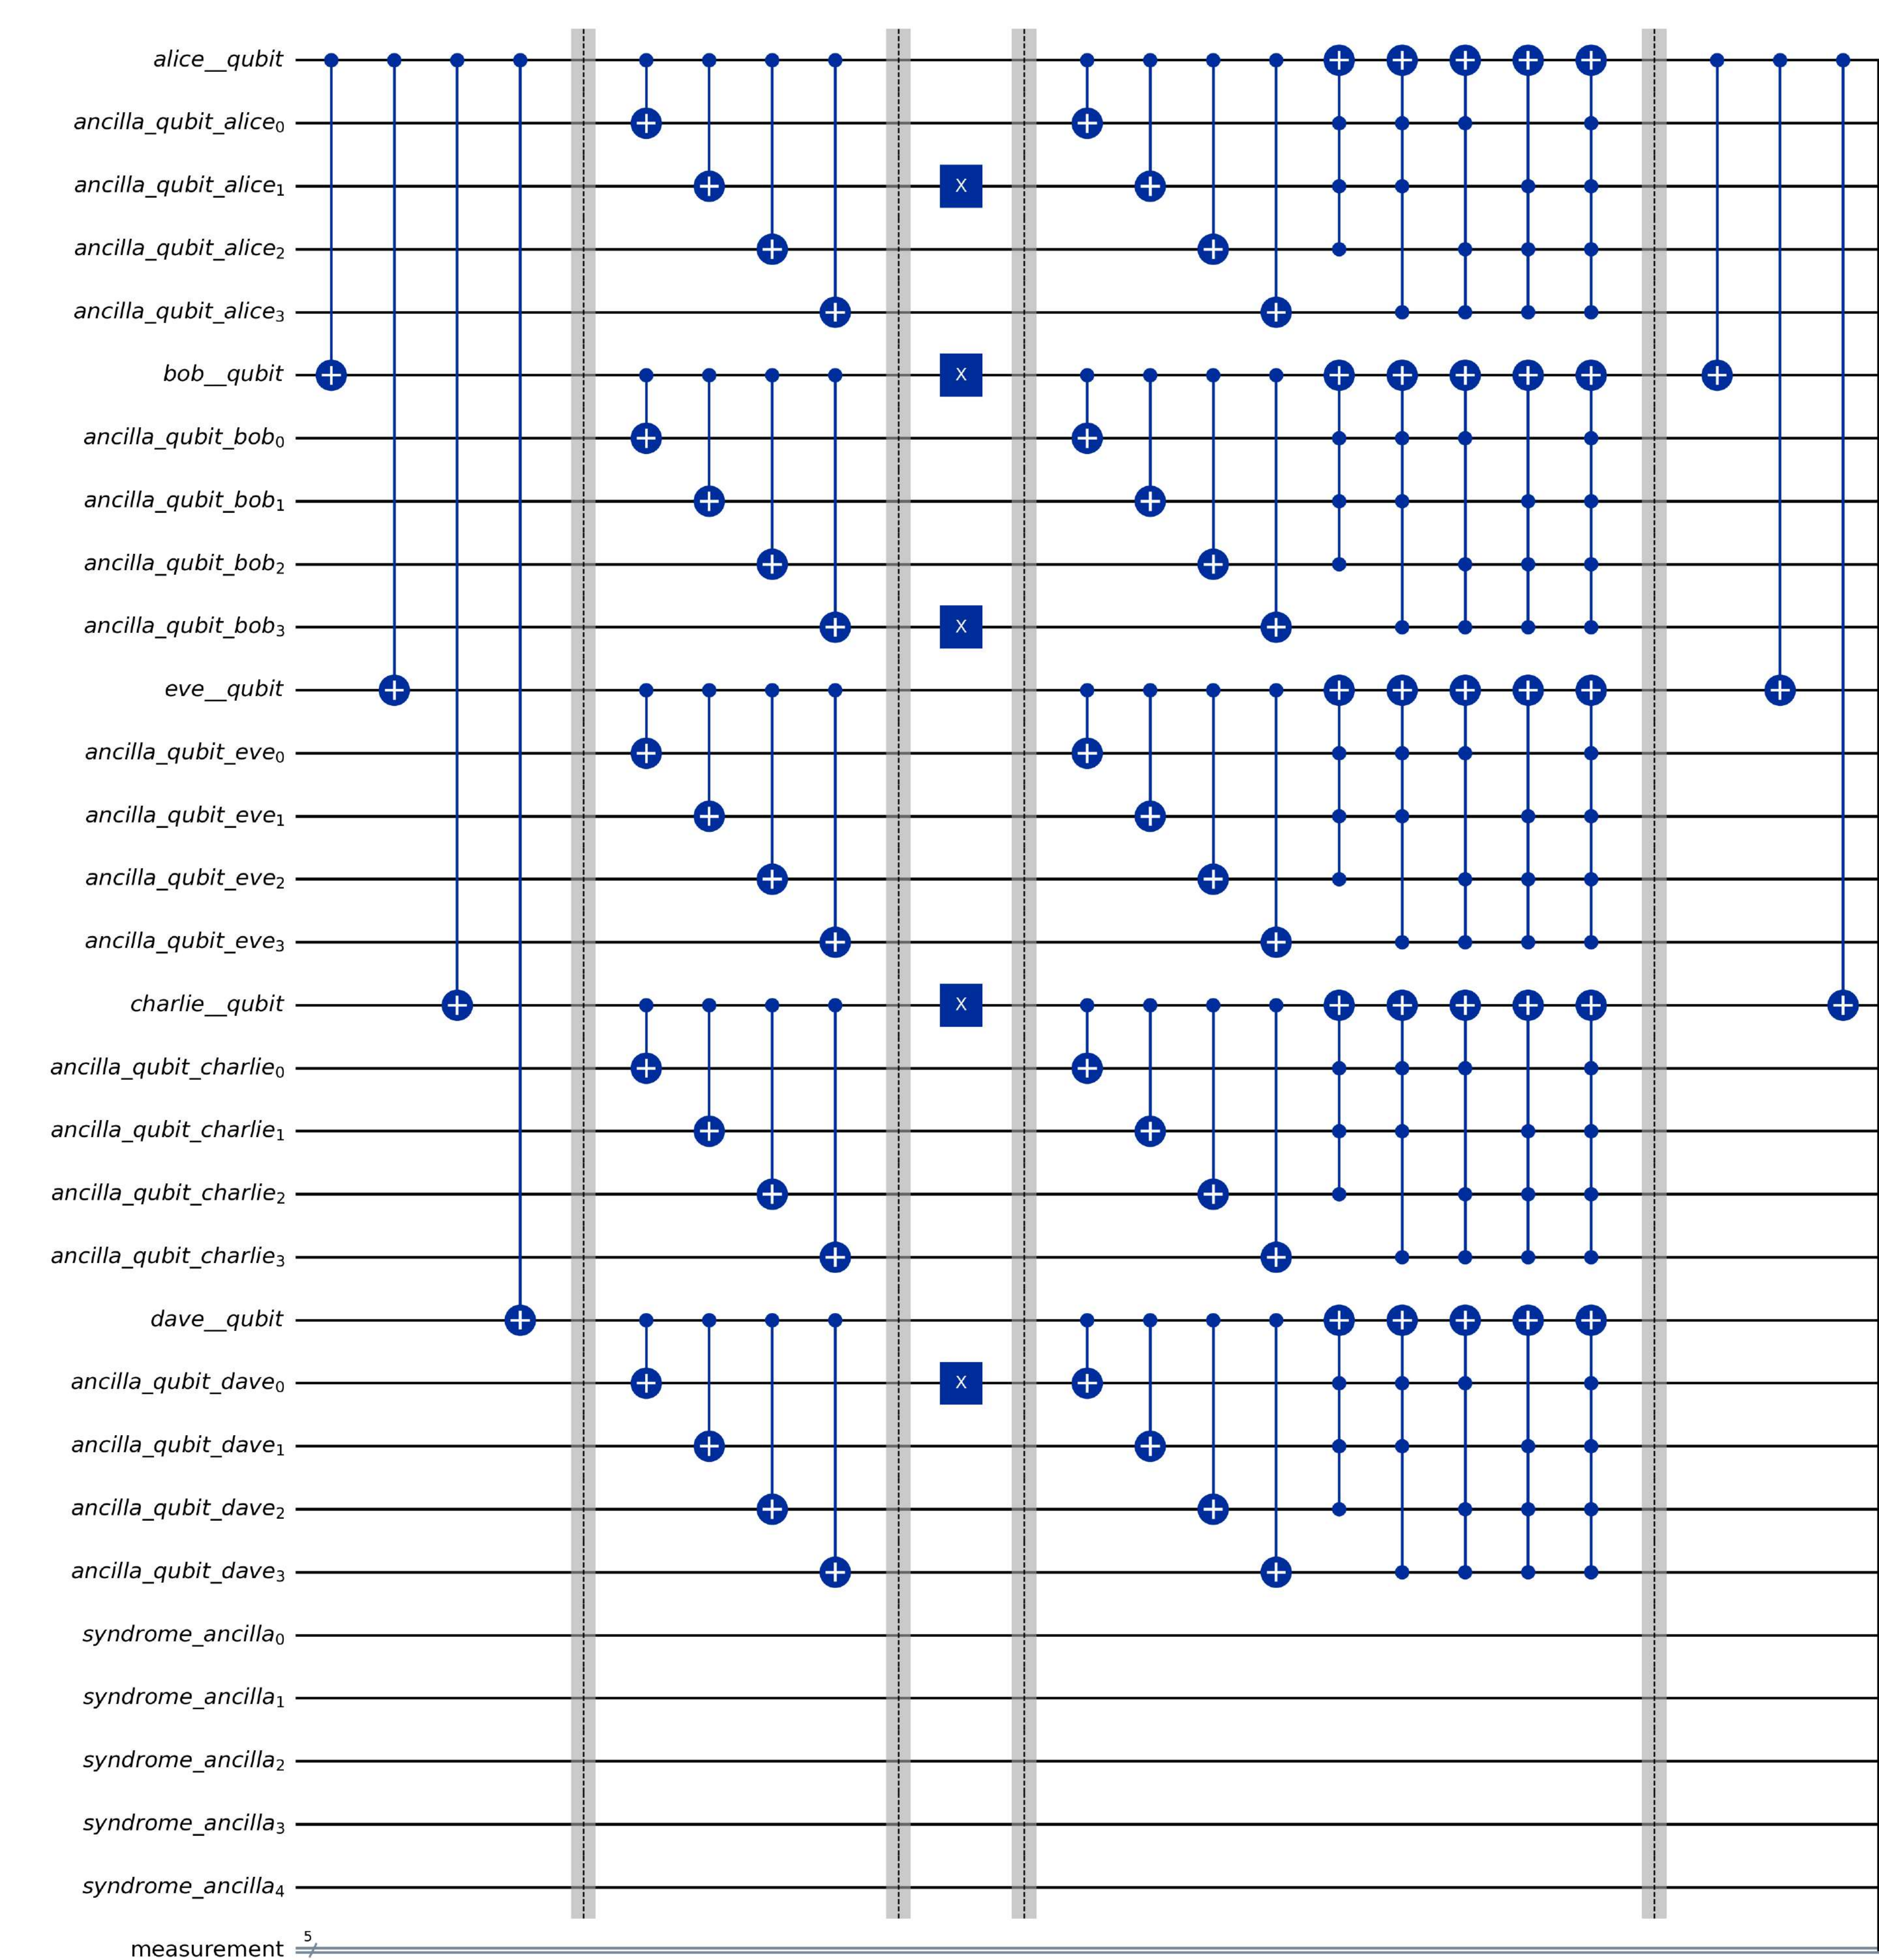 alice__qubit
ancilla_qubit_alice₀
ancilla_qubit_alice₁
X
ancilla_qubit_alice₂
ancilla_qubit_alice₃
bob__qubit
X
ancilla_qubit_bob₀
ancilla_qubit_bob₁
ancilla_qubit_bob₂
ancilla_qubit_bob₃
X
eve__qubit
ancilla_qubit_eve₀
ancilla_qubit_eve₁
ancilla_qubit_eve₂
ancilla_qubit_eve₃
charlie__qubit
X
ancilla_qubit_charlie₀
ancilla_qubit_charlie₁
ancilla_qubit_charlie₂
ancilla_qubit_charlie₃
dave__qubit
ancilla_qubit_dave₀
X
ancilla_qubit_dave₁
ancilla_qubit_dave₂
ancilla_qubit_dave₃
syndrome_ancilla₀
syndrome_ancilla₁
syndrome_ancilla₂
syndrome_ancilla₃
syndrome_ancilla₄
5
measurement